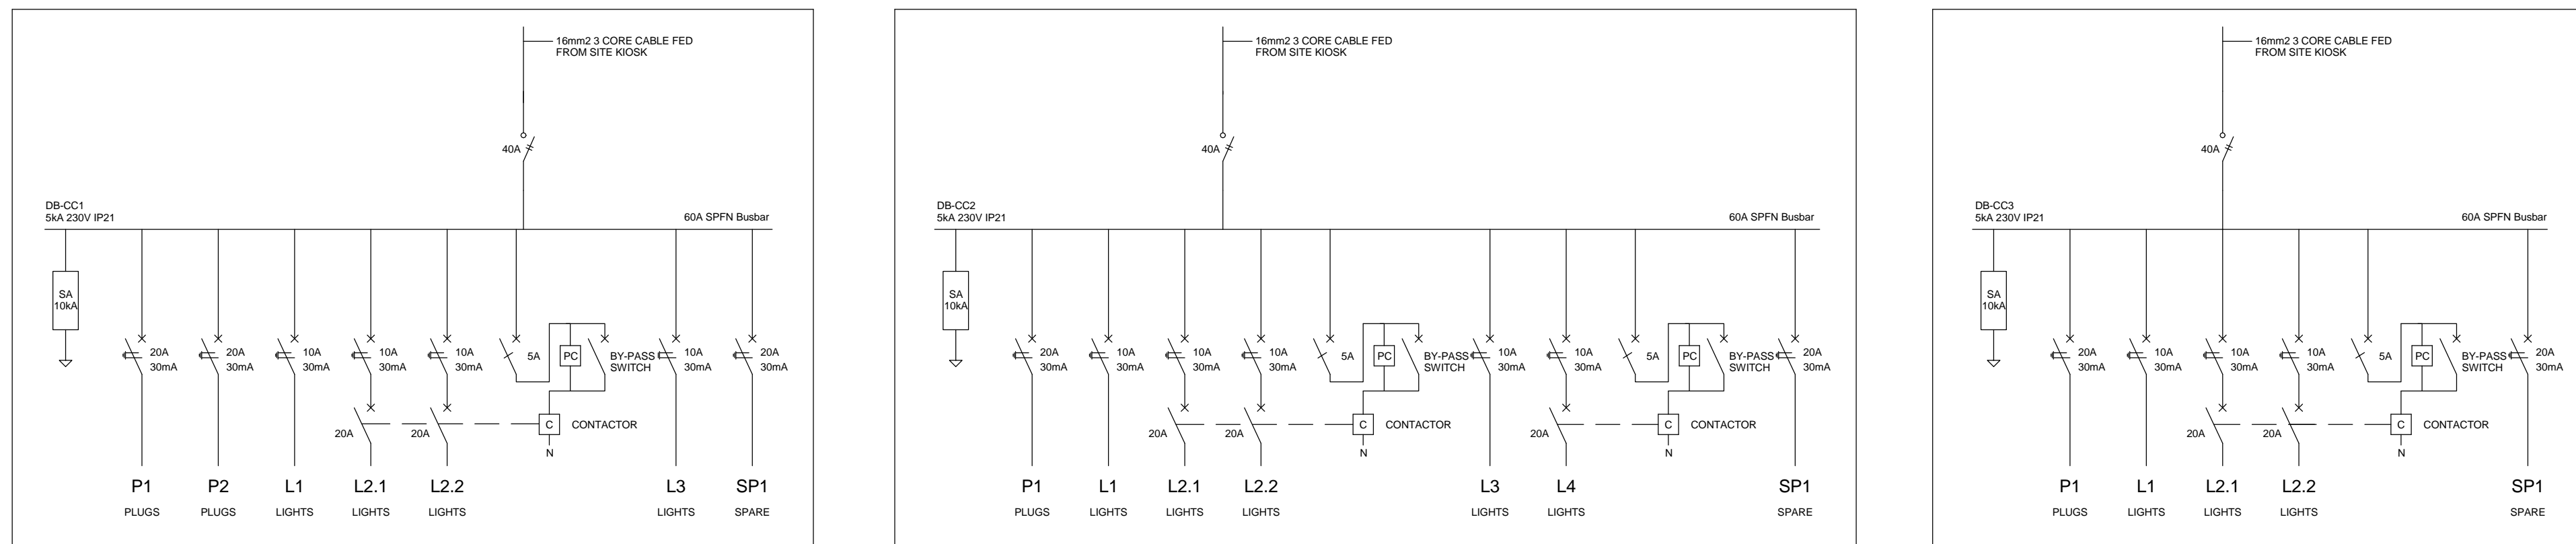 16mm2 3 CORE CABLE FED
FROM SITE KIOSK
40A
DB-CC1
5kA 230V IP21
60A SPFN Busbar
SA
10kA
20A
30mA
20A
30mA
10A
30mA
10A
30mA
10A
30mA
5A
PC
BY-PASS
SWITCH
10A
30mA
20A
30mA
20A
20A
C
CONTACTOR
N
P1
P2
L1
L2.1
L2.2
L3
SP1
PLUGS
PLUGS
LIGHTS
LIGHTS
LIGHTS
LIGHTS
SPARE
16mm2 3 CORE CABLE FED
FROM SITE KIOSK
40A
DB-CC2
5kA 230V IP21
60A SPFN Busbar
SA
10kA
20A
30mA
10A
30mA
10A
30mA
10A
30mA
5A
PC
BY-PASS
SWITCH
10A
30mA
10A
30mA
5A
PC
BY-PASS
SWITCH
20A
30mA
20A
20A
C
CONTACTOR
N
20A
C
CONTACTOR
N
P1
L1
L2.1
L2.2
L3
L4
SP1
PLUGS
LIGHTS
LIGHTS
LIGHTS
LIGHTS
LIGHTS
SPARE
16mm2 3 CORE CABLE FED
FROM SITE KIOSK
40A
DB-CC3
5kA 230V IP21
60A SPFN Busbar
SA
10kA
20A
30mA
10A
30mA
10A
30mA
10A
30mA
5A
PC
BY-PASS
SWITCH
20A
30mA
20A
20A
C
CONTACTOR
N
P1
L1
L2.1
L2.2
SP1
PLUGS
LIGHTS
LIGHTS
LIGHTS
SPARE